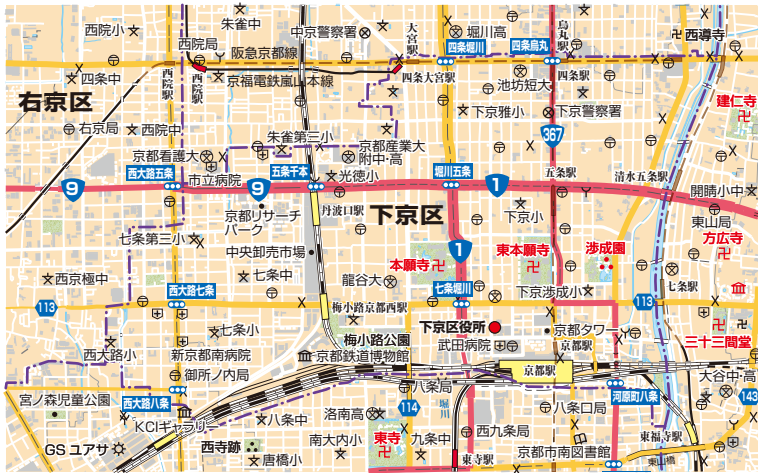 朱雀中
西院小
西院局
中京警察署
大宮駅
堀川高
烏丸駅
西導寺
阪急京都線
四条堀川
四条烏丸
四条中
西院駅
西院駅
京福電鉄嵐山本線
四条大宮駅
池坊短大
四条駅
建仁寺
右京区
下京雅小
下京警察署
右京局
西院中
朱雀第三小
367
京都看護大
京都産業大
附中・高
西大路五条
市立病院
五条千本
光徳小
堀川五条
五条駅
清水五条駅
9
9
1
開睛小中
京都リサーチ
パーク
丹波口駅
下京区
下京小
東山局
七条第三小
1
方広寺
中央卸売市場
本願寺
東本願寺
渉成園
西京極中
七条中
龍谷大
七条駅
113
西大路七条
梅小路京都西駅
七条堀川
下京渉成小
113
七条小
梅小路公園
下京区役所
京都タワー
三十三間堂
西大路小
新京都南病院
京都鉄道博物館
武田病院
京都駅
京都駅
御所ノ内局
八条局
大谷中・高
宮ノ森児童公園
西大路八条
KCIギャラリー
八条中
洛南高
114
堀川
八条口局
河原町八条
143
GSユアサ
西寺跡
南大内小
東寺
九条中
西九条局
東福寺駅
唐橋小
東寺駅
京都市南図書館
東山橋